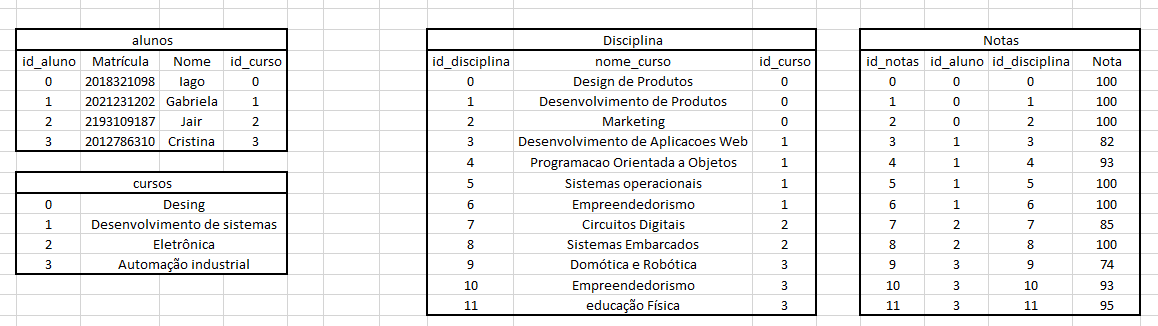 alunos
id_aluno Matrícula Nome id_curso
0 2018321098 Iago 0
1 2021231202 Gabriela 1
2 2193109187 Jair 2
3 2012786310 Cristina 3
cursos
0 Desing
1 Desenvolvimento de sistemas
2 Eletrônica
3 Automação industrial
Disciplina
id_disciplina nome_curso id_curso
0 Design de Produtos 0
1 Desenvolvimento de Produtos 0
2 Marketing 0
3 Desenvolvimento de Aplicacoes Web 1
4 Programacao Orientada a Objetos 1
5 Sistemas operacionais 1
6 Empreendedorismo 1
7 Circuitos Digitais 2
8 Sistemas Embarcados 2
9 Domótica e Robótica 3
10 Empreendedorismo 3
11 educação Física 3
Notas
id_notas id_aluno id_disciplina Nota
0 0 0 100
1 0 1 100
2 0 2 100
3 1 3 82
4 1 4 93
5 1 5 100
6 1 6 100
7 2 7 85
8 2 8 100
9 3 9 74
10 3 10 93
11 3 11 95